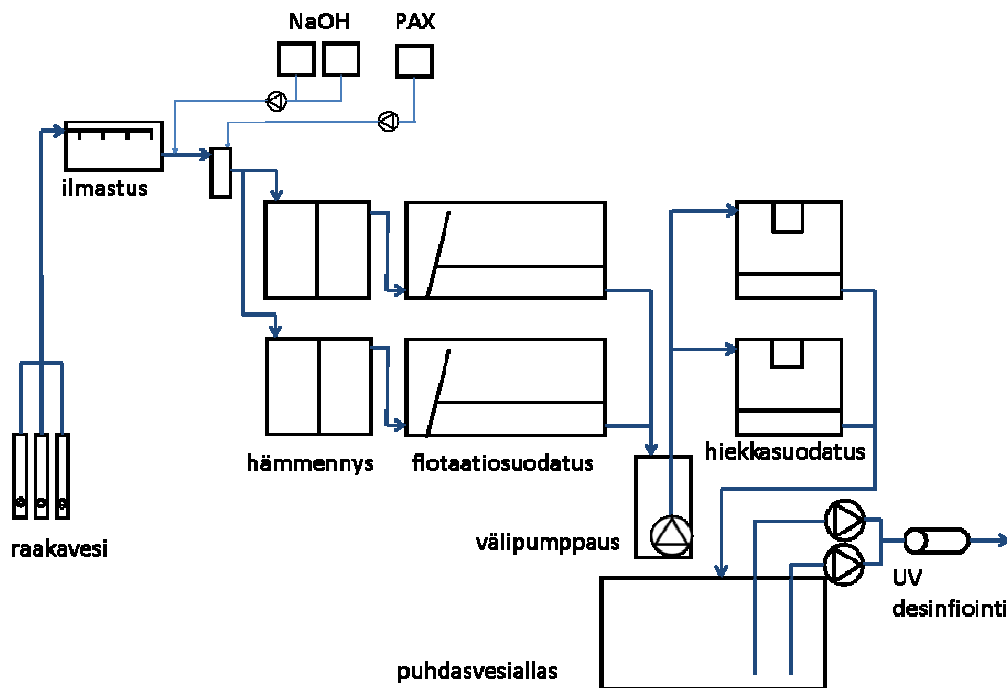 NaOH PAX
ilmastus
hämmennys
flotaatiosuodatus
hiekkasuodatus
raakavesi
välipumppaus
UV
desinfiointi
puhdasvesiallas